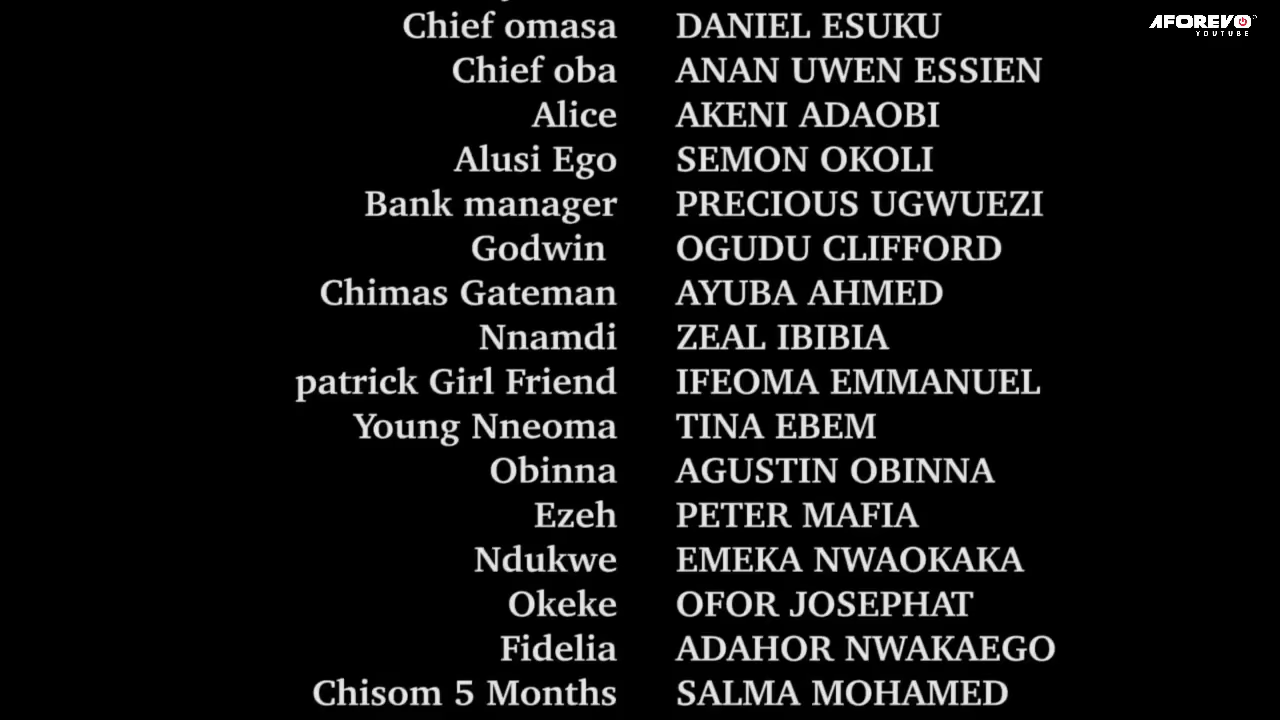 AFOREVO
YOUTUBE
Chief omasa DANIEL ESUKU
Chief oba ANAN UWEN ESSIEN
Alice AKENI ADAOBI
Alusi Ego SEMON OKOLI
Bank manager PRECIOUS UGWUEZI
Godwin OGUDU CLIFFORD
Chimas Gateman AYUBA AHMED
Nnamdi ZEAL IBIBIA
patrick Girl Friend IFEOMA EMMANUEL
Young Nneoma TINA EBEM
Obinna AGUSTIN OBINNA
Ezeh PETER MAFIA
Ndukwe EMEKA NWAOKAKA
Okeke OFOR JOSEPHAT
Fidelia ADAHOR NWAKAEGO
Chisom 5 Months SALMA MOHAMED